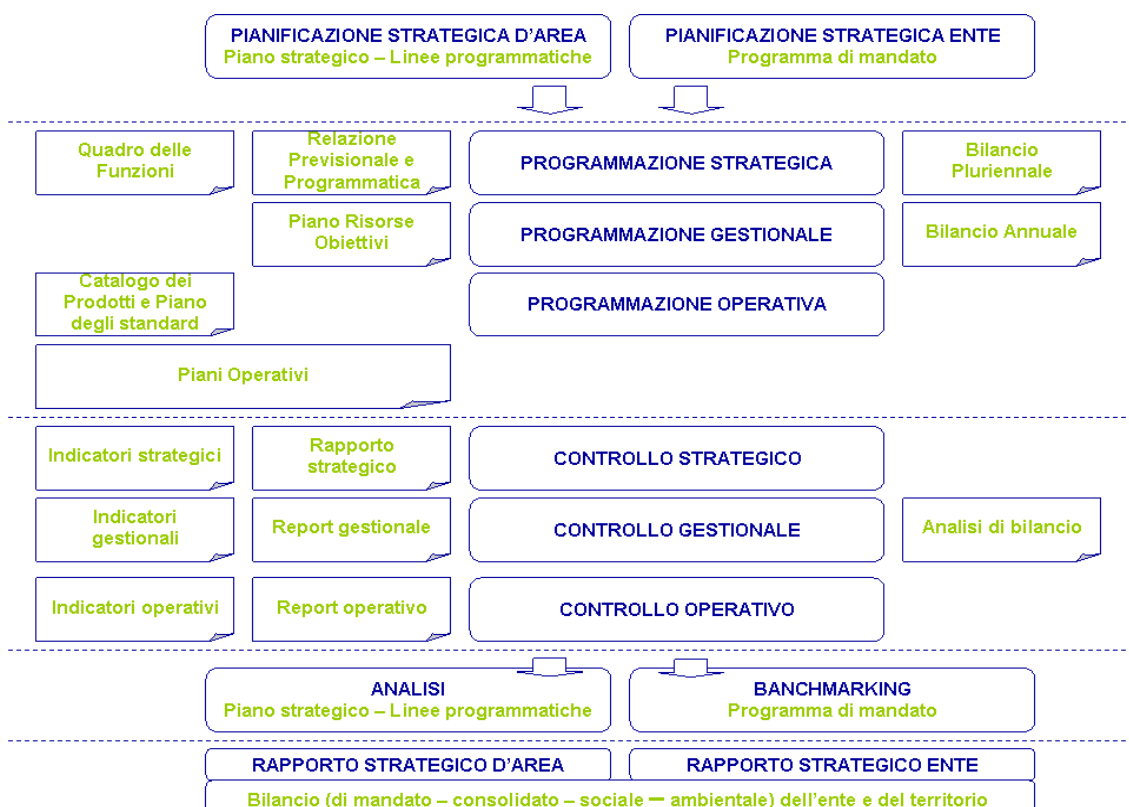 PIANIFICAZIONE STRATEGICA D'AREA
Piano strategico – Linee programmatiche
PIANIFICAZIONE STRATEGICA ENTE
Programma di mandato
Quadro delle
Funzioni
Relazione
Previsionale e
Programmatica
PROGRAMMAZIONE STRATEGICA
Bilancio
Pluriennale
Piano Risorse
Obiettivi
PROGRAMMAZIONE GESTIONALE
Bilancio Annuale
Catalogo dei
Prodotti e Piano
degli standard
PROGRAMMAZIONE OPERATIVA
Piani Operativi
Indicatori strategici
Rapporto
strategico
CONTROLLO STRATEGICO
Indicatori
gestionali
Report gestionale
CONTROLLO GESTIONALE
Analisi di bilancio
Indicatori operativi
Report operativo
CONTROLLO OPERATIVO
ANALISI
Piano strategico – Linee programmatiche
BANCHMARKING
Programma di mandato
RAPPORTO STRATEGICO D'AREA
RAPPORTO STRATEGICO ENTE
Bilancio (di mandato – consolidato – sociale – ambientale) dell'ente e del territorio